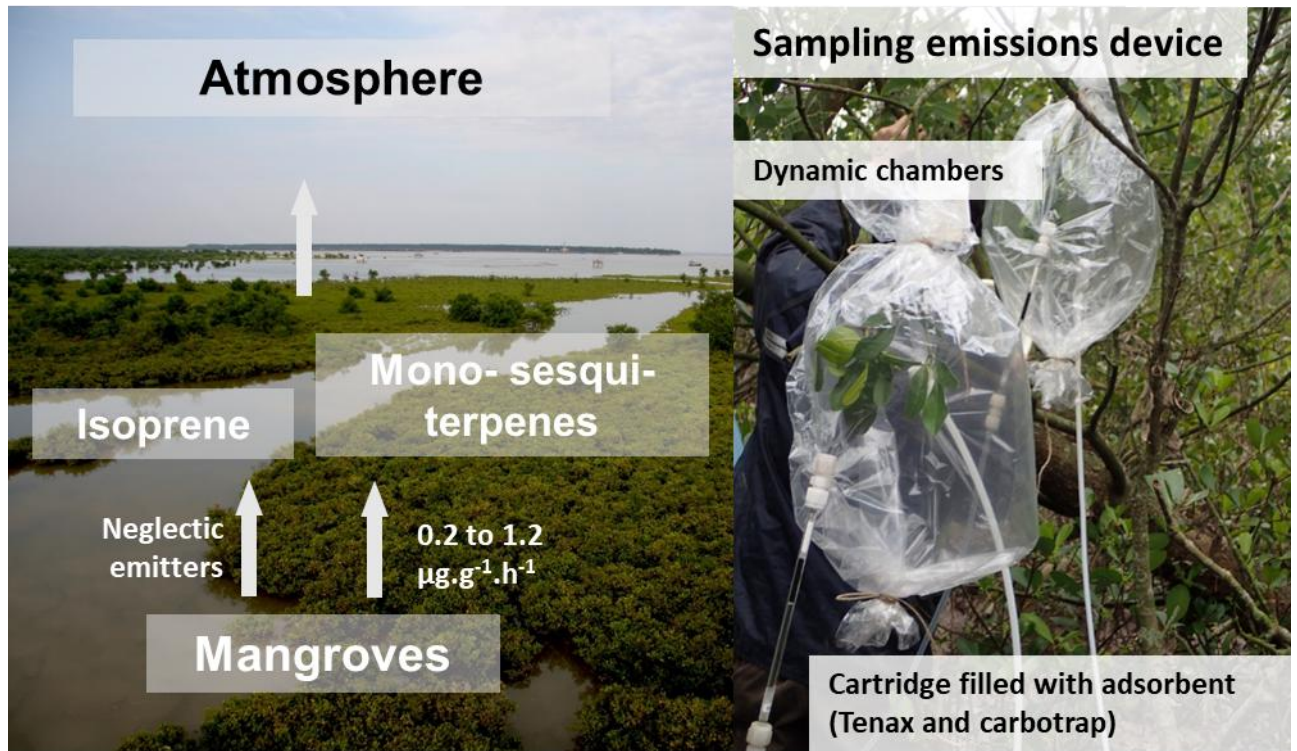 Atmosphere
Isoprene
Mono- sesqui-
terpenes
Neglectic
emitters
0.2 to 1.2
µg.g⁻¹.h⁻¹
Mangroves
Sampling emissions device
Dynamic chambers
Cartridge filled with adsorbent
(Tenax and carbotrap)